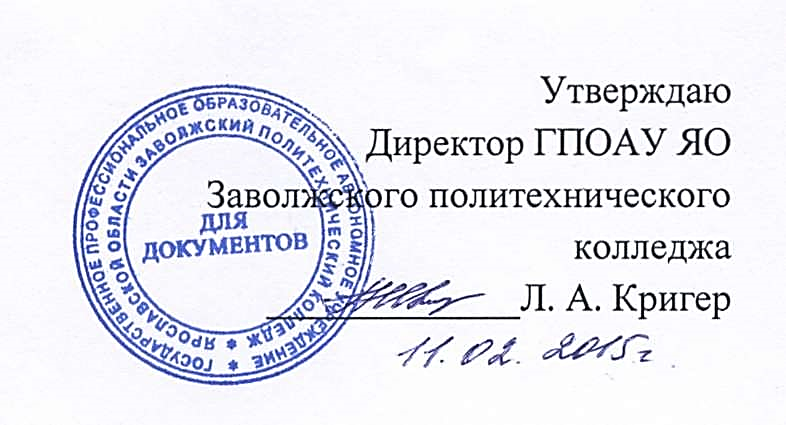 Утверждаю
Директор ГПОАУ ЯО
Заволжского политехнического
колледжа
Л. А. Кригер
11.02.2015г.
ГОСУДАРСТВЕННОЕ ПРОФЕССИОНАЛЬНОЕ ОБРАЗОВАТЕЛЬНОЕ АВТОНОМНОЕ УЧРЕЖДЕНИЕ
ЯРОСЛАВСКОЙ ОБЛАСТИ ЗАВОЛЖСКИЙ ПОЛИТЕХНИЧЕСКИЙ КОЛЛЕДЖ
ДЛЯ
ДОКУМЕНТОВ